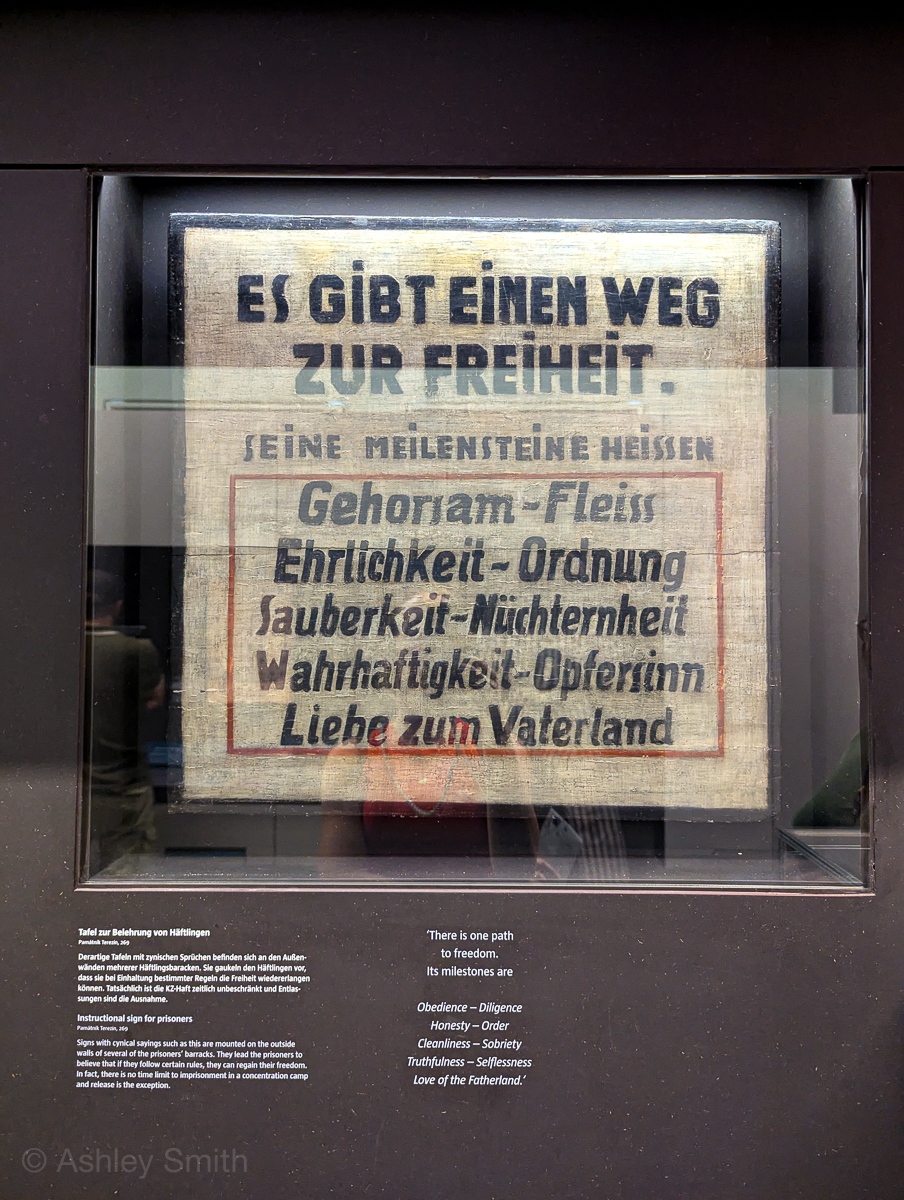 ES GIBT EINEN WEG
ZUR FREIHEIT.
SEINE MEILENSTEINE HEISSEN
Gehorsam - Fleiss
Ehrlichkeit - Ordnung
Sauberkeit - Nüchternheit
Wahrhaftigkeit - Opfersinn
Liebe zum Vaterland
Tafel zur Belehrung von Häftlingen
Památník Terezín, 269
Derartige Tafeln mit zynischen Sprüchen befinden sich an den Außen-
wänden mehrerer Häftlingsbaracken. Sie gaukeln den Häftlingen vor,
dass sie bei Einhaltung bestimmter Regeln die Freiheit wiedererlangen
können. Tatsächlich ist die KZ-Haft zeitlich unbeschränkt und Entlas-
sungen sind die Ausnahme.
Instructional sign for prisoners
Památník Terezín, 269
Signs with cynical sayings such as this are mounted on the outside
walls of several of the prisoners’ barracks. They lead the prisoners to
believe that if they follow certain rules, they can regain their freedom.
In fact, there is no time limit to imprisonment in a concentration camp
and release is the exception.
‘There is one path
to freedom.
Its milestones are
Obedience – Diligence
Honesty – Order
Cleanliness – Sobriety
Truthfulness – Selflessness
Love of the Fatherland.’
© Ashley Smith